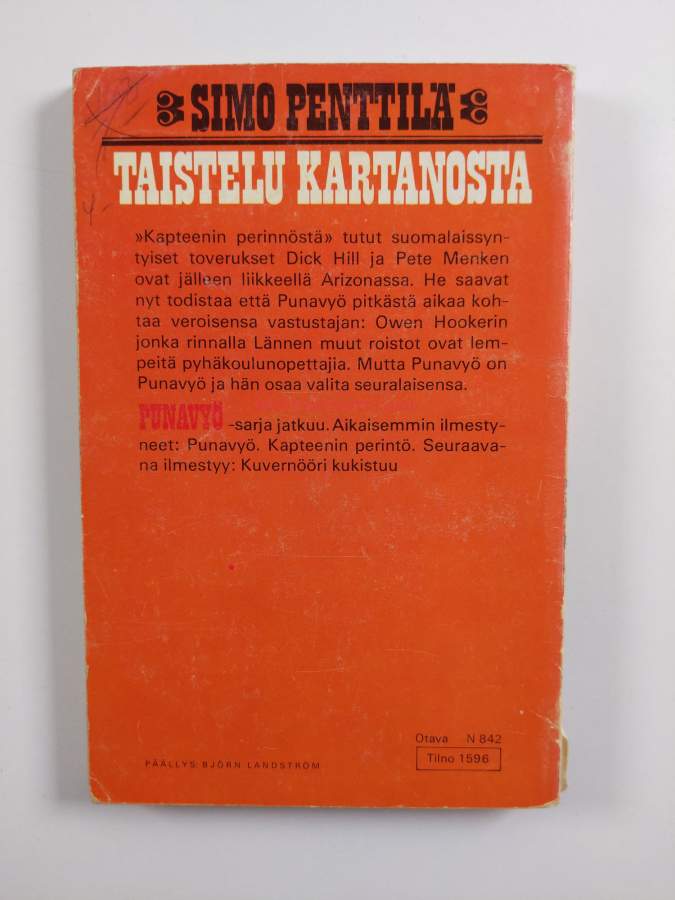 SIMO PENTTILÄ
TAISTELU KARTANOSTA
»Kapteenin perinnöstä» tutut suomalaissyn-
tyiset toverukset Dick Hill ja Pete Menken
ovat jälleen liikkeellä Arizonassa. He saavat
nyt todistaa että Punavyö pitkästä aikaa koh-
taa veroisensa vastustajan: Owen Hookerin
jonka rinnalla Lännen muut roistot ovat lem-
peitä pyhäkoulunopettajia. Mutta Punavyö on
Punavyö ja hän osaa valita seuralaisensa.
PUNAVYÖ -sarja jatkuu. Aikaisemmin ilmesty-
neet: Punavyö. Kapteenin perintö. Seuraava-
na ilmestyy: Kuvernööri kukistuu
Otava N 842
Tilno 1596
PÄÄLLYS: BJÖRN LANDSTRÖM
4.-